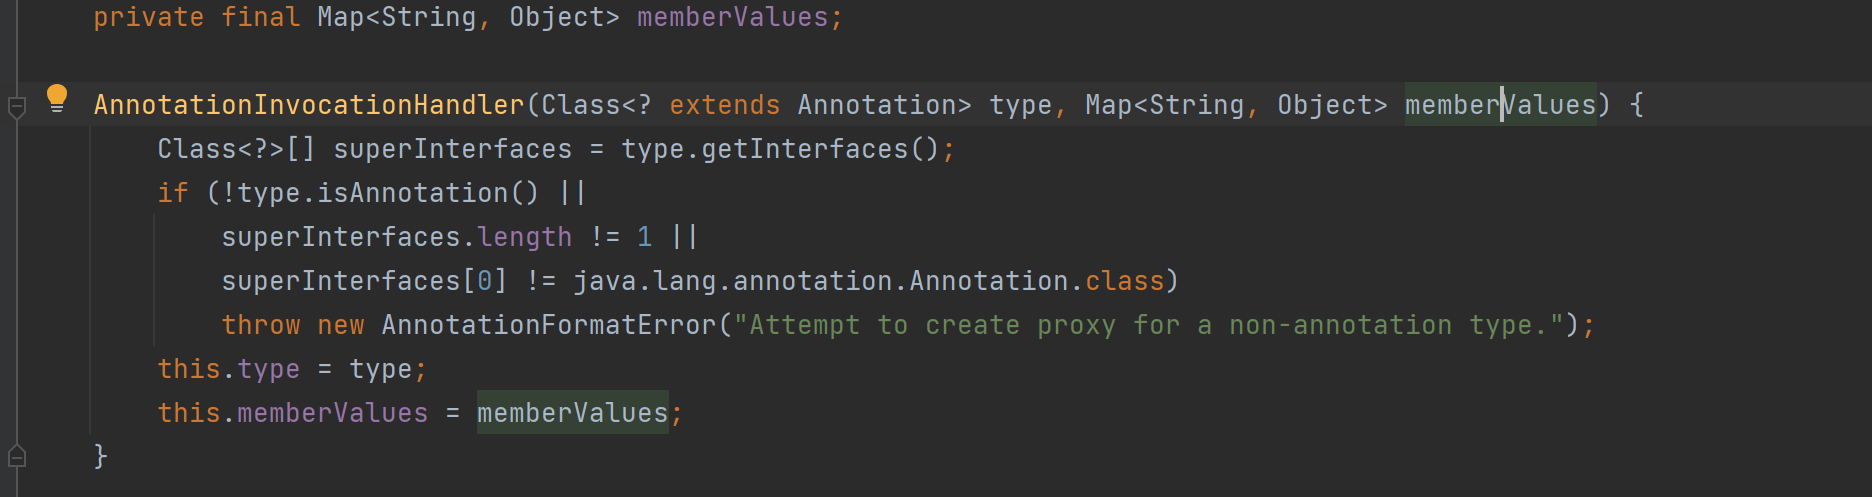 private final Map<String, Object> memberValues;
AnnotationInvocationHandler(Class<? extends Annotation> type, Map<String, Object> memberValues) {
Class<?>[] superInterfaces = type.getInterfaces();
if (!type.isAnnotation() ||
superInterfaces.length != 1 ||
superInterfaces[0] != java.lang.annotation.Annotation.class)
throw new AnnotationFormatError("Attempt to create proxy for a non-annotation type.");
this.type = type;
this.memberValues = memberValues;
}